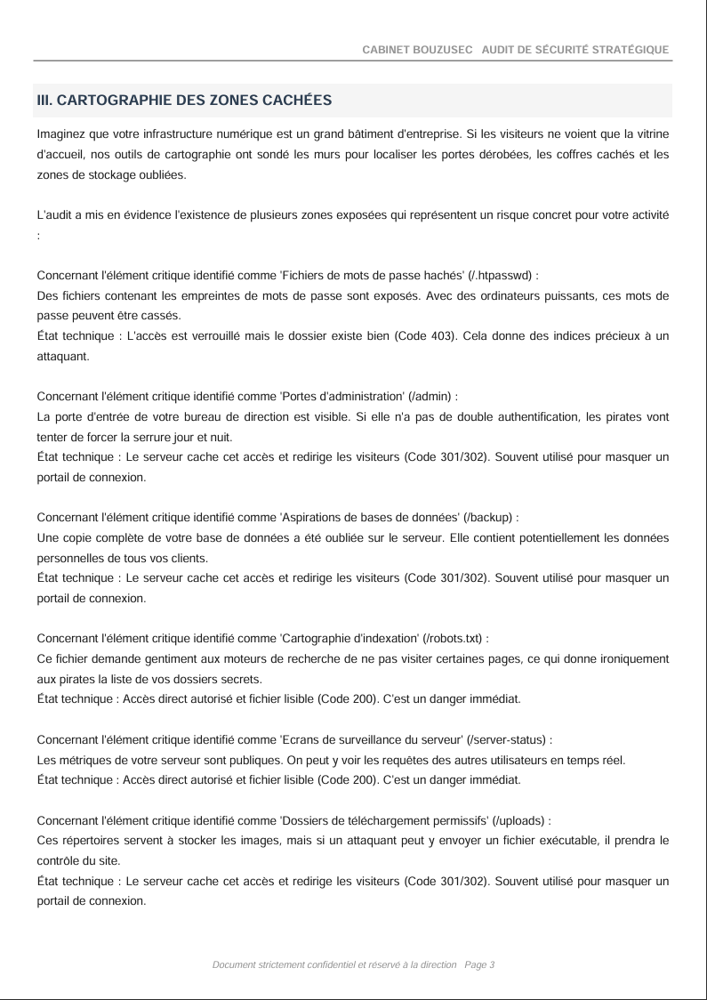 CABINET BOUZUSEC AUDIT DE SÉCURITÉ STRATÉGIQUE
III. CARTOGRAPHIE DES ZONES CACHÉES
Imaginez que votre infrastructure numérique est un grand bâtiment d'entreprise. Si les visiteurs ne voient que la vitrine
d'accueil, nos outils de cartographie ont sondé les murs pour localiser les portes dérobées, les coffres cachés et les
zones de stockage oubliées.
L'audit a mis en évidence l'existence de plusieurs zones exposées qui représentent un risque concret pour votre activité
:
Concernant l'élément critique identifié comme 'Fichiers de mots de passe hachés' (/.htpasswd) :
Des fichiers contenant les empreintes de mots de passe sont exposés. Avec des ordinateurs puissants, ces mots de
passe peuvent être cassés.
État technique : L'accès est verrouillé mais le dossier existe bien (Code 403). Cela donne des indices précieux à un
attaquant.
Concernant l'élément critique identifié comme 'Portes d'administration' (/admin) :
La porte d'entrée de votre bureau de direction est visible. Si elle n'a pas de double authentification, les pirates vont
tenter de forcer la serrure jour et nuit.
État technique : Le serveur cache cet accès et redirige les visiteurs (Code 301/302). Souvent utilisé pour masquer un
portail de connexion.
Concernant l'élément critique identifié comme 'Aspirations de bases de données' (/backup) :
Une copie complète de votre base de données a été oubliée sur le serveur. Elle contient potentiellement les données
personnelles de tous vos clients.
État technique : Le serveur cache cet accès et redirige les visiteurs (Code 301/302). Souvent utilisé pour masquer un
portail de connexion.
Concernant l'élément critique identifié comme 'Cartographie d'indexation' (/robots.txt) :
Ce fichier demande gentiment aux moteurs de recherche de ne pas visiter certaines pages, ce qui donne ironiquement
aux pirates la liste de vos dossiers secrets.
État technique : Accès direct autorisé et fichier lisible (Code 200). C'est un danger immédiat.
Concernant l'élément critique identifié comme 'Ecrans de surveillance du serveur' (/server-status) :
Les métriques de votre serveur sont publiques. On peut y voir les requêtes des autres utilisateurs en temps réel.
État technique : Accès direct autorisé et fichier lisible (Code 200). C'est un danger immédiat.
Concernant l'élément critique identifié comme 'Dossiers de téléchargement permissifs' (/uploads) :
Ces répertoires servent à stocker les images, mais si un attaquant peut y envoyer un fichier exécutable, il prendra le
contrôle du site.
État technique : Le serveur cache cet accès et redirige les visiteurs (Code 301/302). Souvent utilisé pour masquer un
portail de connexion.
Document strictement confidentiel et réservé à la direction Page 3